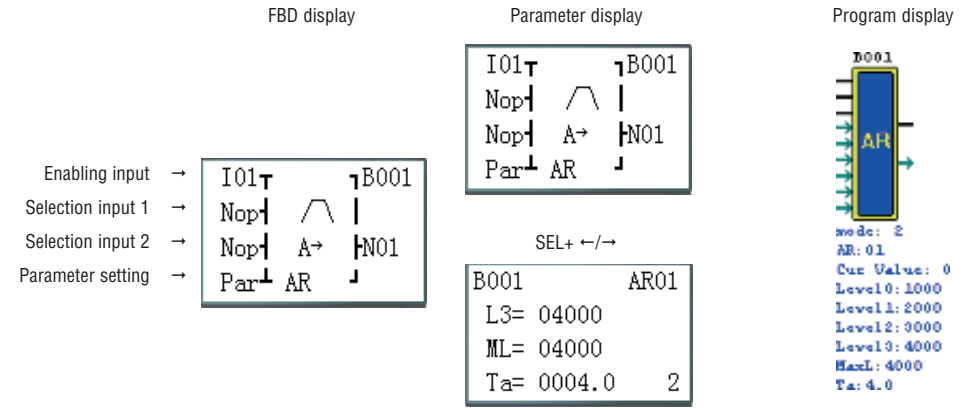 FBD display
Parameter display
Program display
I01 B001
Nop
Nop A→ N01
Par AR
Enabling input →
Selection input 1 →
Selection input 2 →
Parameter setting →
I01 B001
Nop
Nop A→ N01
Par AR
SEL+ ←/→
B001 AR01
L3= 04000
ML= 04000
Ta= 0004.0 2
B001
AR
mode: 2
AR:01
Cur Value: 0
Level0:1000
Level1:2000
Level2:3000
Level3:4000
MaxL:4000
Ta:4.0